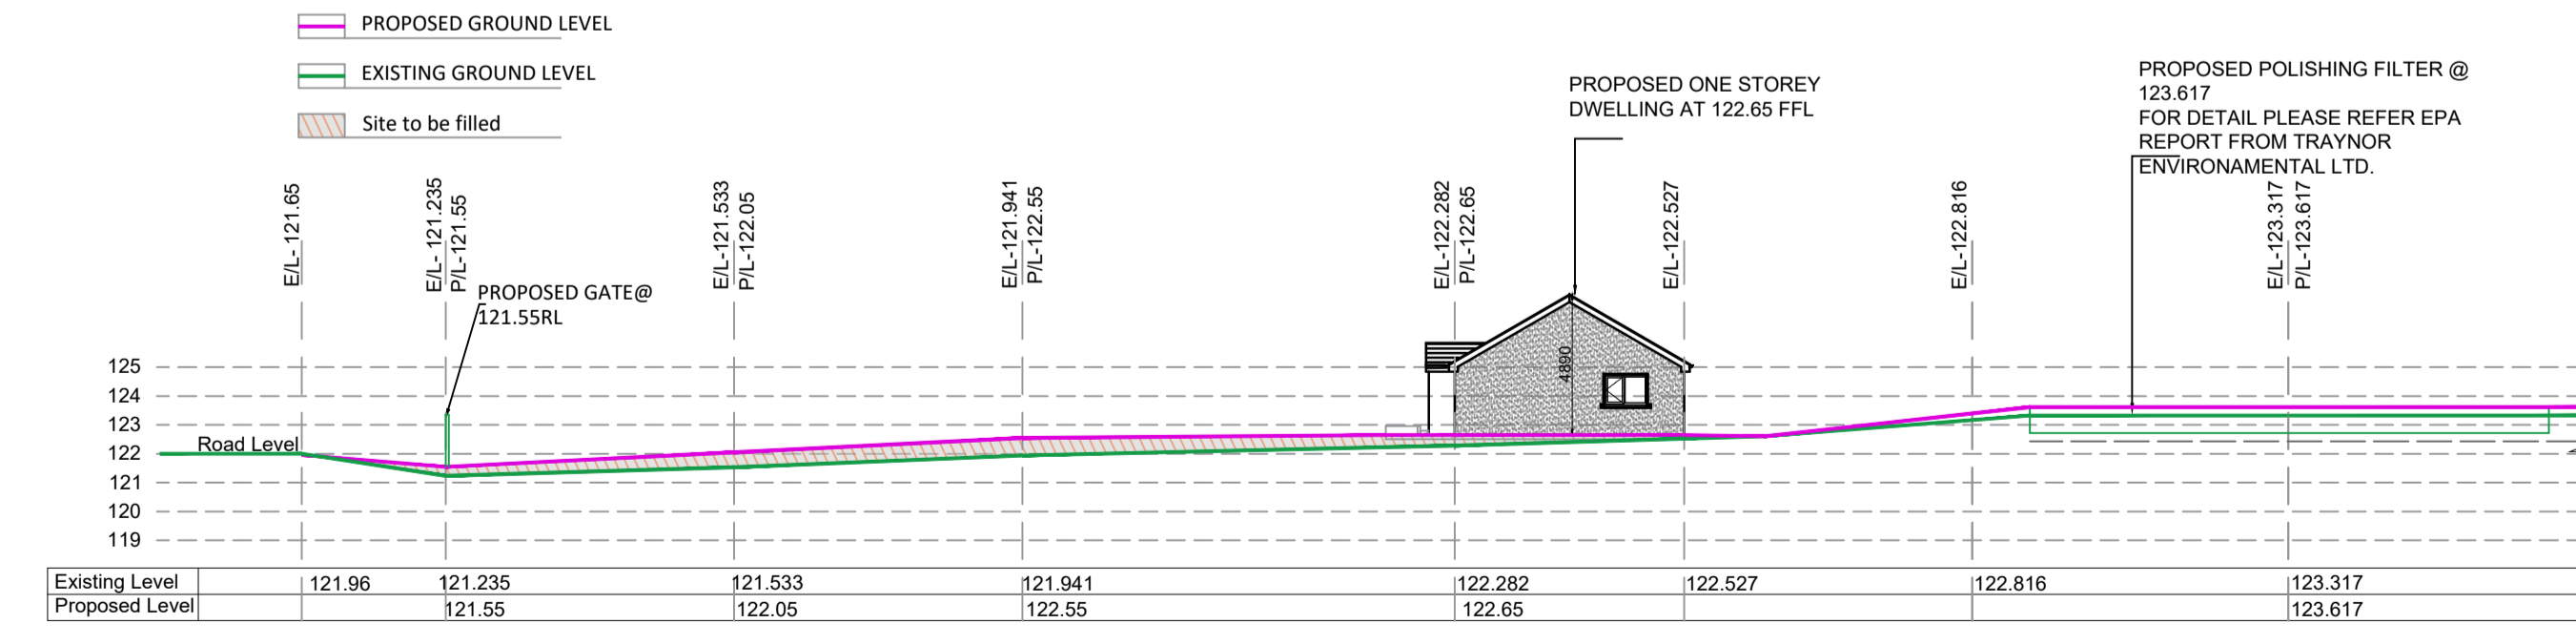 PROPOSED GROUND LEVEL
EXISTING GROUND LEVEL
Site to be filled
PROPOSED ONE STOREY
DWELLING AT 122.65 FFL
PROPOSED POLISHING FILTER @
123.617
FOR DETAIL PLEASE REFER EPA
REPORT FROM TRAYNOR
ENVIRONAMENTAL LTD.
E/L- 121.65
E/L- 121.235
P/L-121.55
E/L-121.533
P/L-122.05
E/L-121.941
P/L-122.55
E/L-122.282
P/L-122.65
E/L-122.527
E/L-122.816
E/L-123.317
P/L-123.617
PROPOSED GATE@
121.55RL
4890
125
124
123
Road Level
122
121
120
119
Existing Level 121.96 121.235 121.533 121.941 122.282 122.527 122.816 123.317
Proposed Level 121.55 122.05 122.55 122.65 123.617